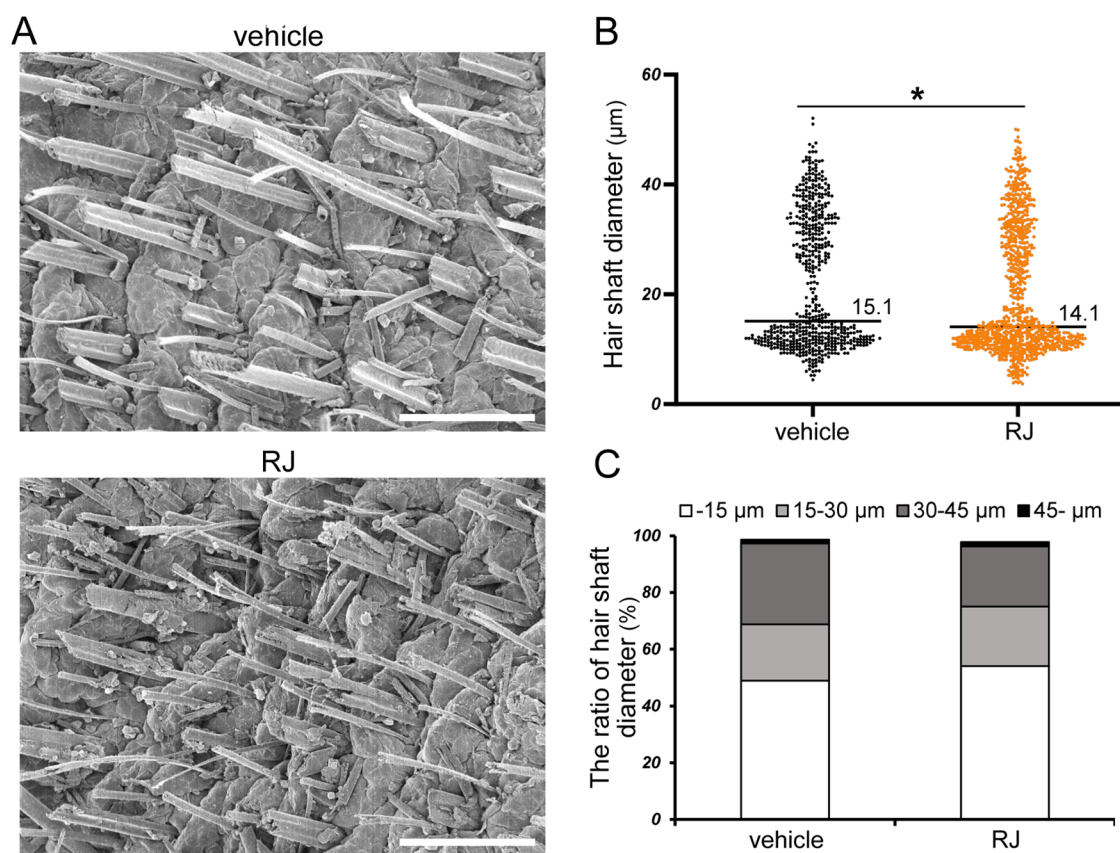 A
vehicle
RJ
B
Hair shaft diameter (µm)
60
40
20
0
*
15.1
14.1
vehicle
RJ
C
-15 µm 15-30 µm 30-45 µm 45- µm
The ratio of hair shaft
diameter (%)
100
80
60
40
20
0
vehicle
RJ